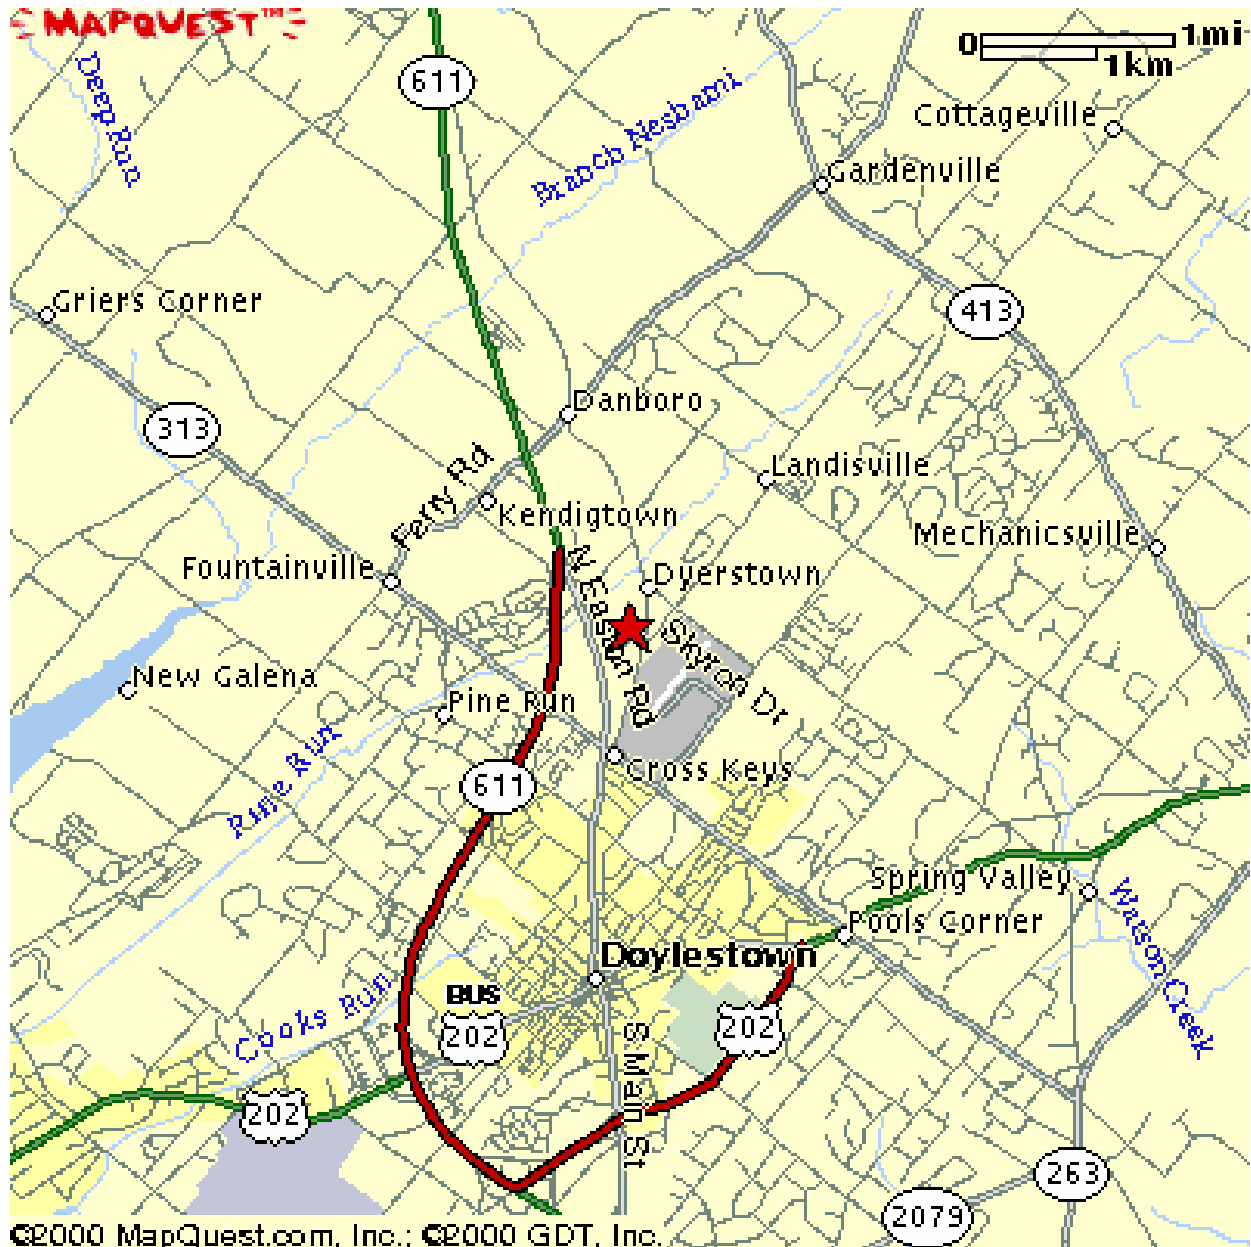 MAPQUEST™
0 1mi
1km
611
Deep Run
Branch Neshami
Cottageville
Gardenville
Griers Corner
413
313
Danboro
Ferry Rd
Landisville
Kendigtown
Mechanicsville
Fountainville
N Easton Rd
Dyerstown
Skyron Dr
New Galena
Pine Run
Pine Run
Cross Keys
611
Spring Valley
Pools Corner
Watson Creek
Doylestown
BUS
202
202
Cooks Run
S Main St
202
263
2079
©2000 MapQuest.com, Inc.; ©2000 GDT, Inc.